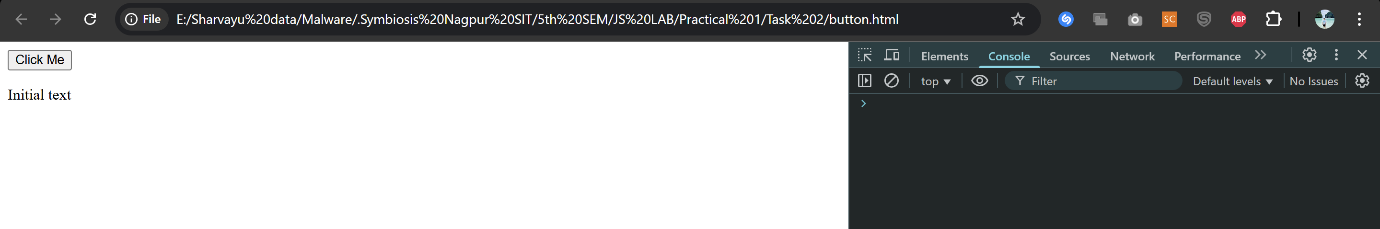 File E:/Sharvayu%20data/Malware/.Symbiosis%20Nagpur%20SIT/5th%20SEM/JS%20LAB/Practical%201/Task%202/button.html SC ABP
Click Me
Initial text
Elements Console Sources Network Performance
top Filter Default levels No Issues